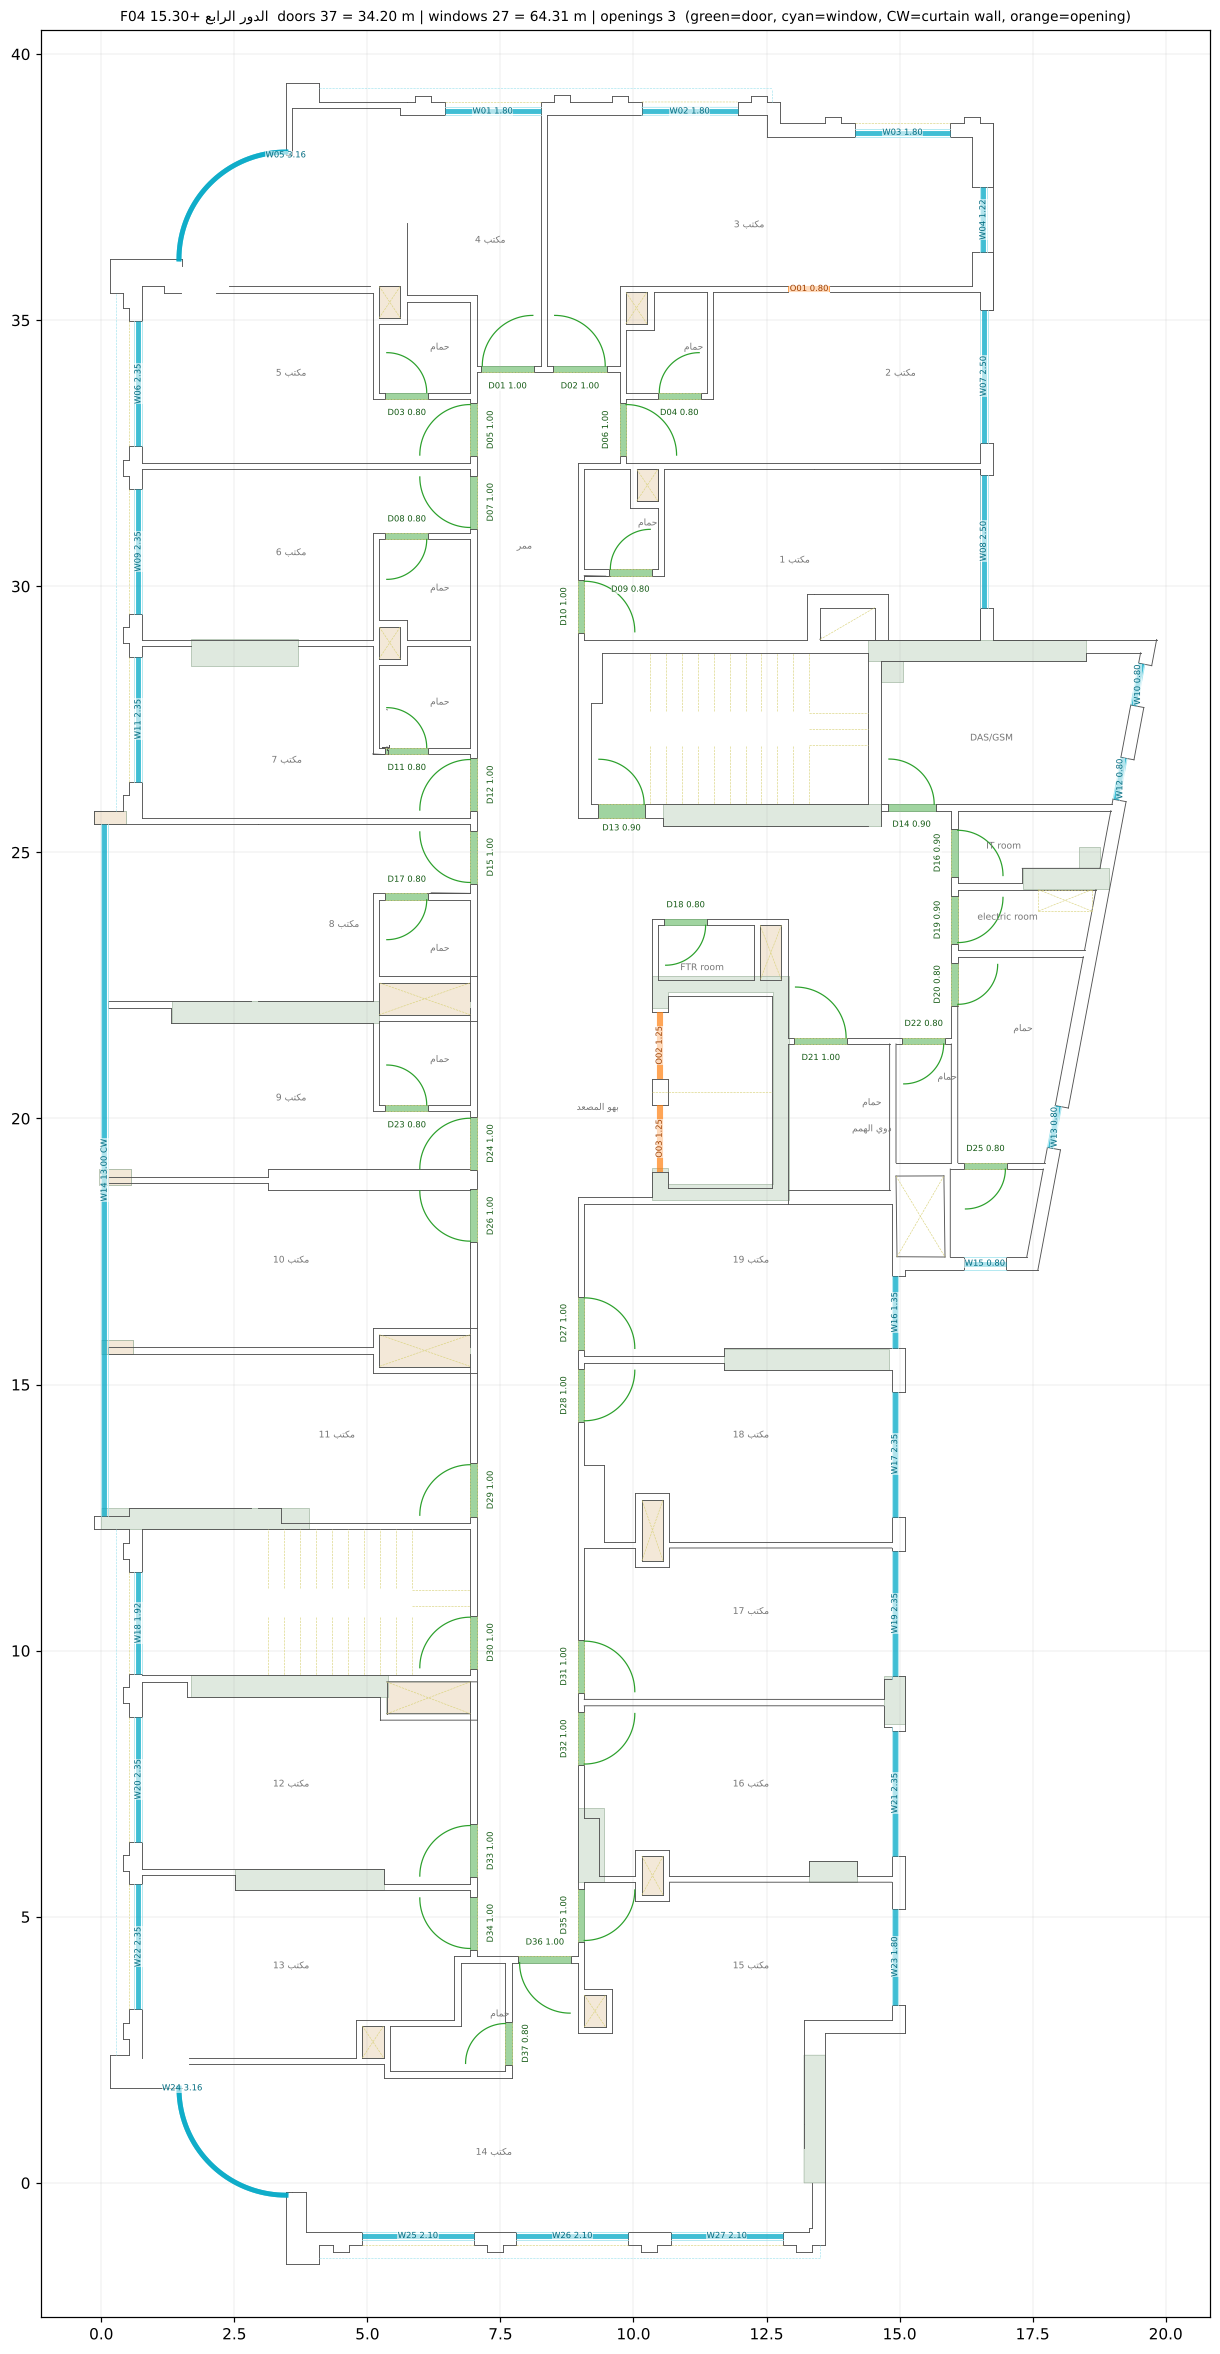 F04 الدور الرابع +15.30  doors 37 = 34.20 m | windows 27 = 64.31 m | openings 3  (green=door, cyan=window, CW=curtain wall, orange=opening)
40
W01 1.80
W02 1.80
W03 1.80
W05 3.16
W04 1.22
مكتب 3
مكتب 4
O01 0.80
35
حمام
حمام
W06 2.35
مكتب 5
مكتب 2
W07 2.50
D01 1.00
D02 1.00
D03 0.80
D04 0.80
D05 1.00
D06 1.00
D07 1.00
D08 0.80
حمام
W09 2.35
مكتب 6
ممر
مكتب 1
W08 2.50
30
حمام
D09 0.80
D10 1.00
حمام
W10 0.80
W11 2.35
مكتب 7
DAS/GSM
D11 0.80
D12 1.00
W12 0.80
D13 0.90
D14 0.90
25
D15 1.00
D16 0.90
IT room
D17 0.80
D18 0.80
مكتب 8
D19 0.90
electric room
حمام
FTR room
D20 0.80
D22 0.80
حمام
O02 1.25
D21 1.00
حمام
حمام
مكتب 9
بهو المصعد
حمام
20
D23 0.80
ذوي الهمم
W13 0.80
W14 13.00 CW
D24 1.00
O03 1.25
D25 0.80
D26 1.00
مكتب 10
مكتب 19
W15 0.80
D27 1.00
W16 1.35
15
D28 1.00
مكتب 11
مكتب 18
W17 2.35
D29 1.00
مكتب 17
W19 2.35
W18 1.92
D30 1.00
10
D31 1.00
D32 1.00
W20 2.35
مكتب 12
مكتب 16
W21 2.35
D33 1.00
5
D34 1.00
D35 1.00
D36 1.00
W22 2.35
مكتب 13
مكتب 15
W23 1.80
حمام
D37 0.80
W24 3.16
مكتب 14
0
W25 2.10
W26 2.10
W27 2.10
0.0
2.5
5.0
7.5
10.0
12.5
15.0
17.5
20.0